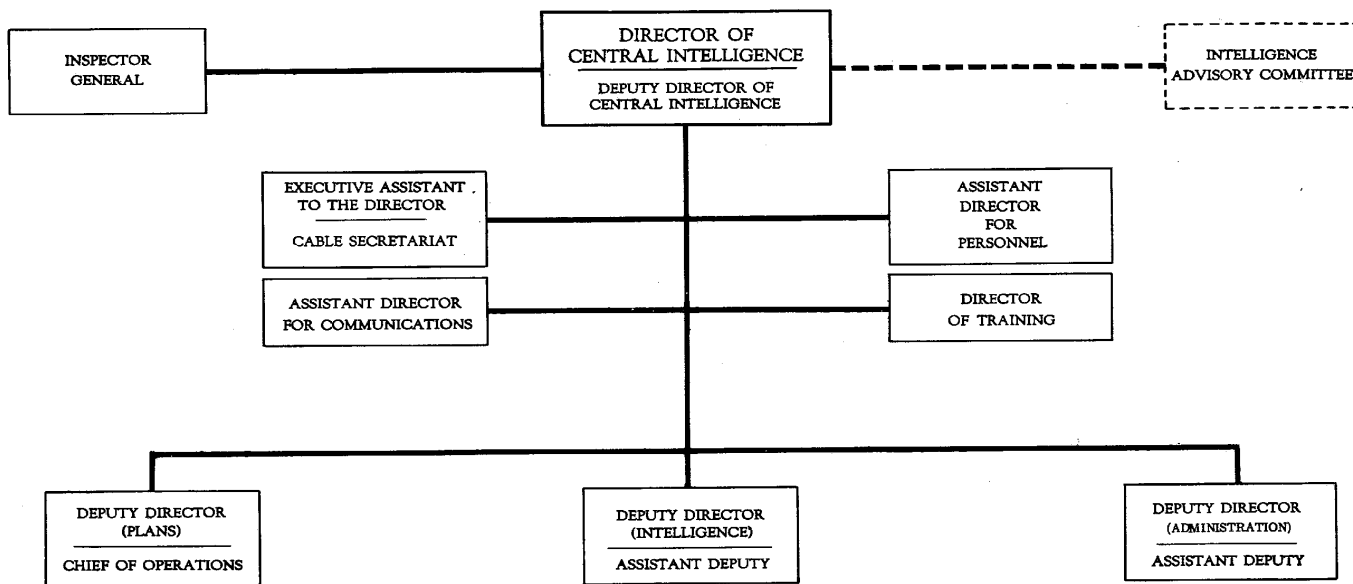 INSPECTOR
GENERAL
DIRECTOR OF
CENTRAL INTELLIGENCE
DEPUTY DIRECTOR OF
CENTRAL INTELLIGENCE
INTELLIGENCE
ADVISORY COMMITTEE
EXECUTIVE ASSISTANT
TO THE DIRECTOR
CABLE SECRETARIAT
ASSISTANT
DIRECTOR
FOR
PERSONNEL
ASSISTANT DIRECTOR
FOR COMMUNICATIONS
DIRECTOR
OF TRAINING
DEPUTY DIRECTOR
(PLANS)
CHIEF OF OPERATIONS
DEPUTY DIRECTOR
(INTELLIGENCE)
ASSISTANT DEPUTY
DEPUTY DIRECTOR
(ADMINISTRATION)
ASSISTANT DEPUTY